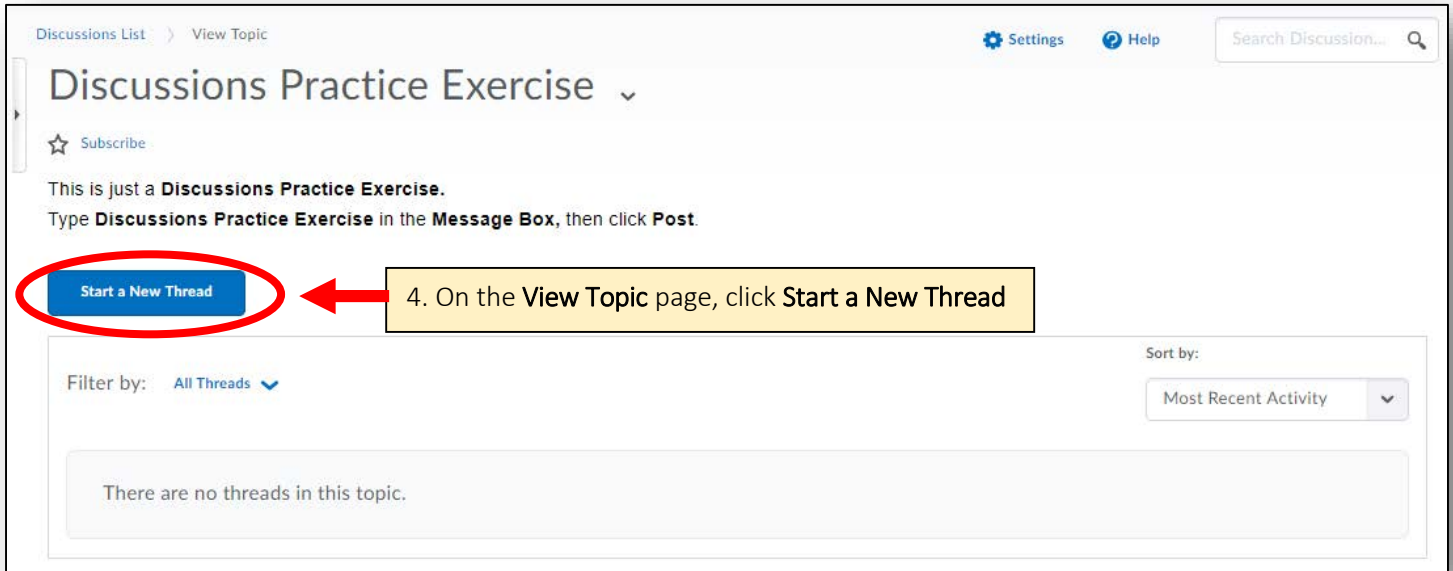 Discussions List > View Topic
Settings
Help
Search Discussion...
Discussions Practice Exercise
Subscribe
This is just a Discussions Practice Exercise.
Type Discussions Practice Exercise in the Message Box, then click Post.
Start a New Thread
4. On the View Topic page, click Start a New Thread
Sort by:
Filter by: All Threads
Most Recent Activity
There are no threads in this topic.